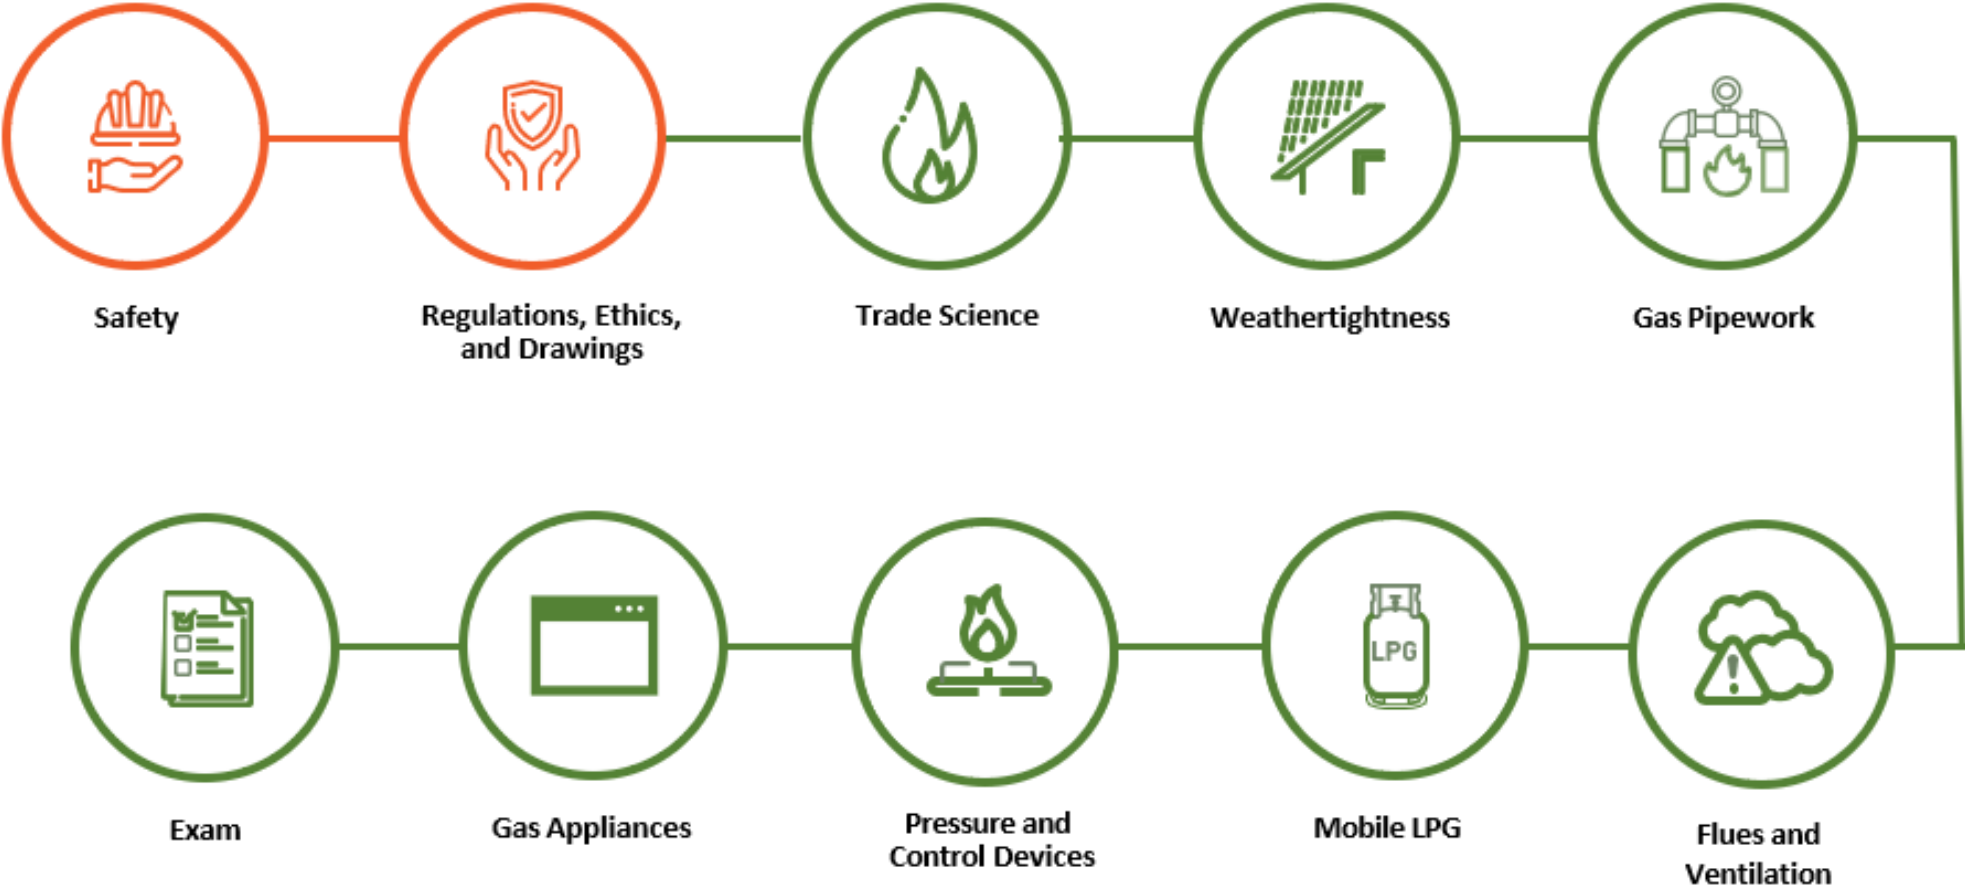 Safety
Regulations, Ethics,
and Drawings
Trade Science
Weathertightness
Gas Pipework
LPG
Exam
Gas Appliances
Pressure and
Control Devices
Mobile LPG
Flues and
Ventilation